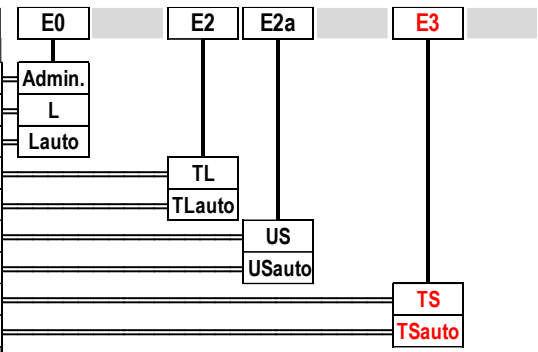 E0 E2 E2a E3
Admin.
L
Lauto
TL
TLauto
US
USauto
TS
TSauto